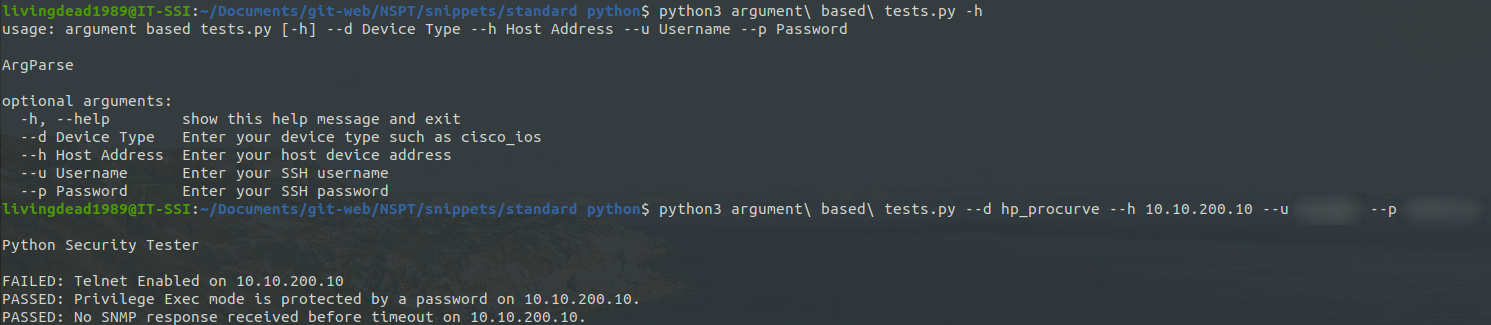 livingdead1989@IT-SSI:~/Documents/git-web/NSPT/snippets/standard python$ python3 argument\ based\ tests.py -h
usage: argument based tests.py [-h] --d Device Type --h Host Address --u Username --p Password
ArgParse
optional arguments:
-h, --help show this help message and exit
--d Device Type Enter your device type such as cisco_ios
--h Host Address Enter your host device address
--u Username Enter your SSH username
--p Password Enter your SSH password
livingdead1989@IT-SSI:~/Documents/git-web/NSPT/snippets/standard python$ python3 argument\ based\ tests.py --d hp_procurve --h 10.10.200.10 --u --p
Python Security Tester
FAILED: Telnet Enabled on 10.10.200.10
PASSED: Privilege Exec mode is protected by a password on 10.10.200.10.
PASSED: No SNMP response received before timeout on 10.10.200.10.